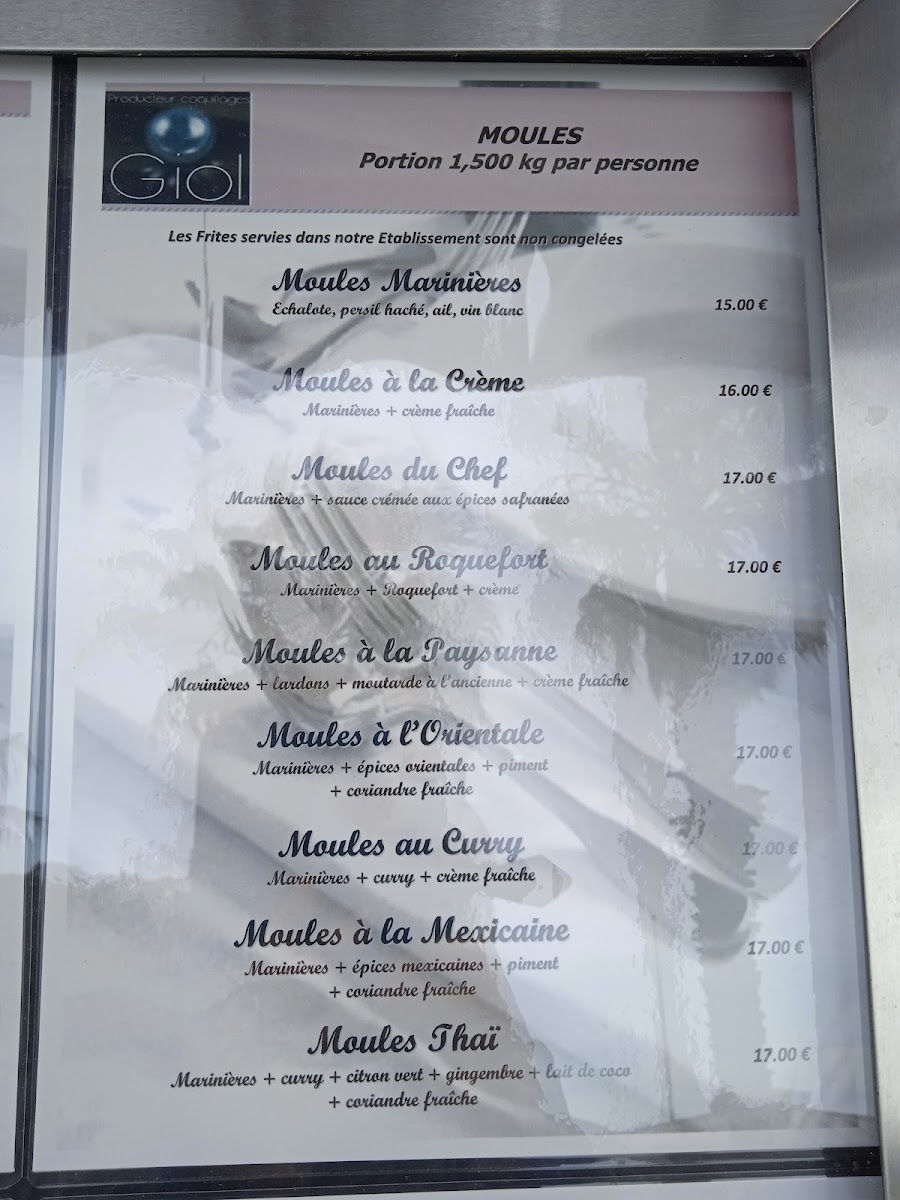 Producteur coquillages
Giol
MOULES
Portion 1,500 kg par personne
Les Frites servies dans notre Etablissement sont non congelées
Moules Marinières
Echalote, persil haché, ail, vin blanc
15.00 €
Moules à la Crème
Marinières + crème fraîche
16.00 €
Moules du Chef
Marinières + sauce crémée aux épices safranées
17.00 €
Moules au Roquefort
Marinières + Roquefort + crème
17.00 €
Moules à la Paysanne
Marinières + lardons + moutarde à l'ancienne + crème fraîche
17.00 €
Moules à l'Orientale
Marinières + épices orientales + piment
+ coriandre fraîche
17.00 €
Moules au Curry
Marinières + curry + crème fraîche
17.00 €
Moules à la Mexicaine
Marinières + épices mexicaines + piment
+ coriandre fraîche
17.00 €
Moules Thaï
Marinières + curry + citron vert + gingembre + lait de coco
+ coriandre fraîche
17.00 €